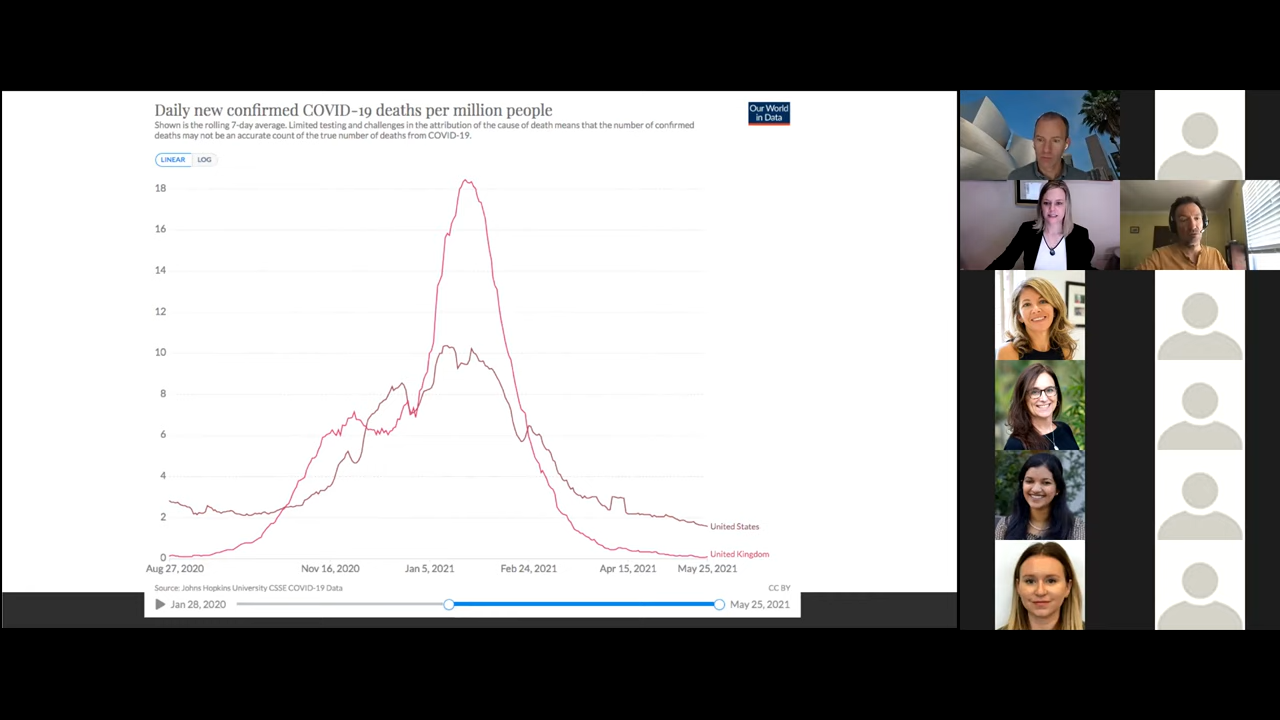 Daily new confirmed COVID-19 deaths per million people
Our World
in Data
Shown is the rolling 7-day average. Limited testing and challenges in the attribution of the cause of death means that the number of confirmed
deaths may not be an accurate count of the true number of deaths from COVID-19.
LINEAR LOG
18
16
14
12
10
8
6
4
2
0
United States
United Kingdom
Aug 27, 2020 Nov 16, 2020 Jan 5, 2021 Feb 24, 2021 Apr 15, 2021 May 25, 2021
Source: Johns Hopkins University CSSE COVID-19 Data CC BY
Jan 28, 2020 May 25, 2021